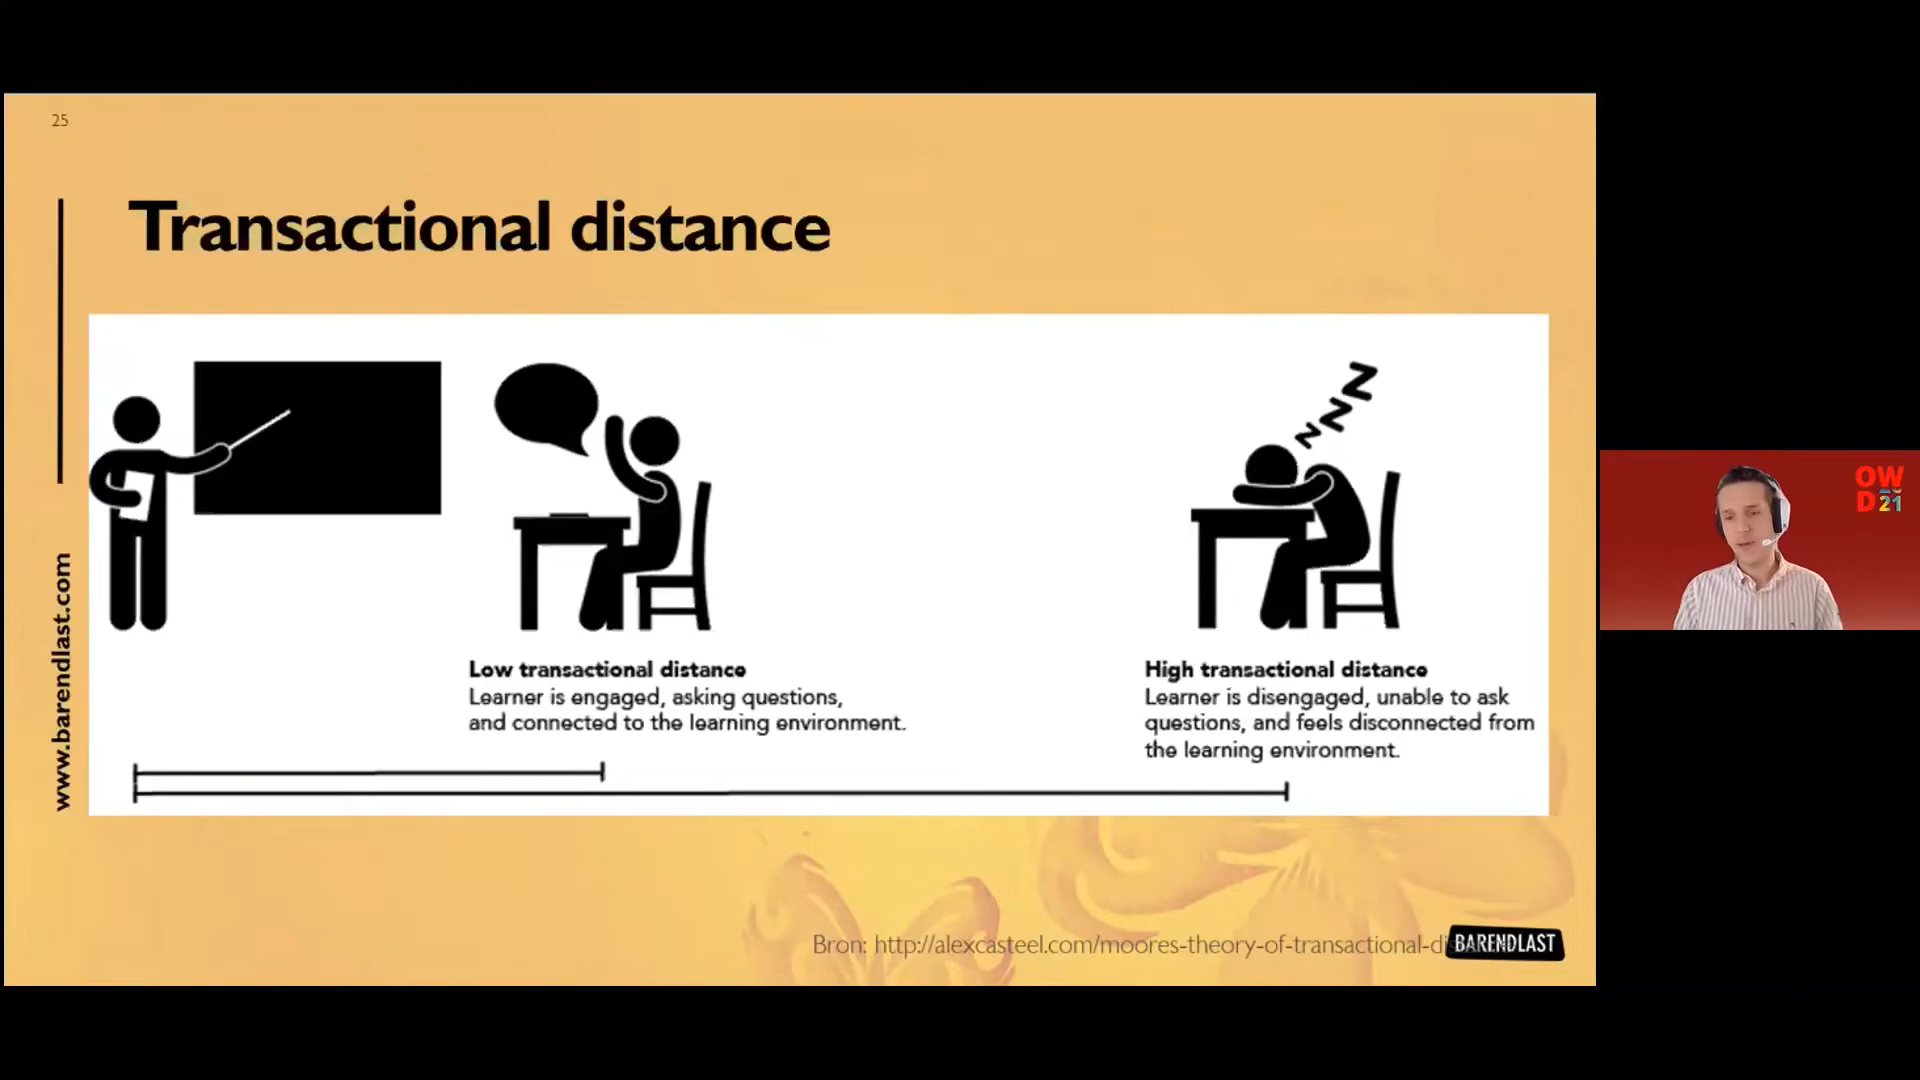 25
Transactional distance
www.barendlast.com
z
z
z
Low transactional distance
Learner is engaged, asking questions,
and connected to the learning environment.
High transactional distance
Learner is disengaged, unable to ask
questions, and feels disconnected from
the learning environment.
Bron: http://alexcasteel.com/moores-theory-of-transactional-di
BARENDLAST
OW
D21